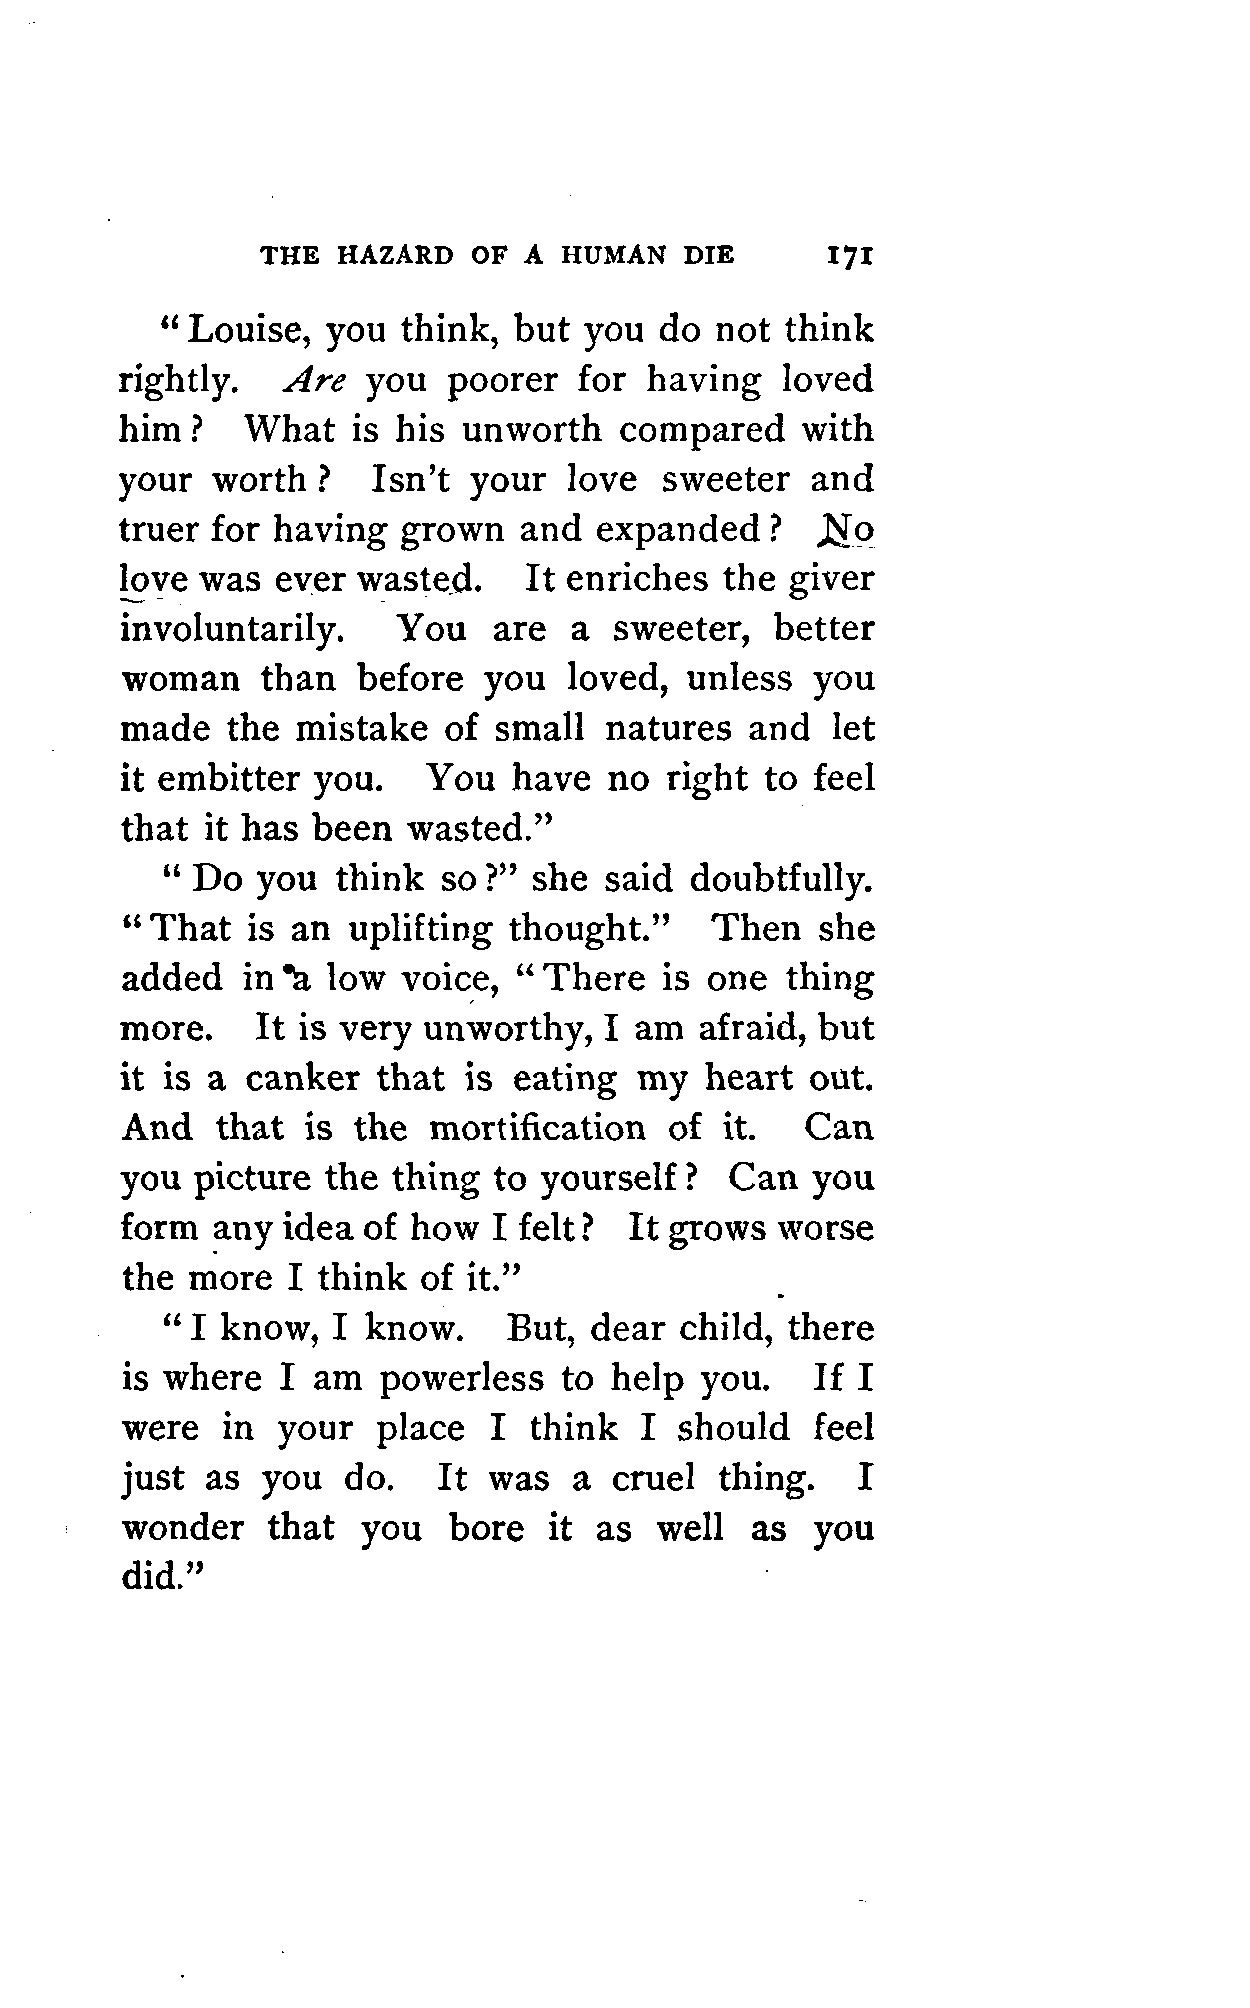 THE HAZARD OF A HUMAN DIE 171
“Louise, you think, but you do not think
rightly. Are you poorer for having loved
him? What is his unworth compared with
your worth? Isn't your love sweeter and
truer for having grown and expanded? No
love was ever wasted. It enriches the giver
involuntarily. You are a sweeter, better
woman than before you loved, unless you
made the mistake of small natures and let
it embitter you. You have no right to feel
that it has been wasted.”
“Do you think so?” she said doubtfully.
“That is an uplifting thought.” Then she
added in a low voice, “There is one thing
more. It is very unworthy, I am afraid, but
it is a canker that is eating my heart out.
And that is the mortification of it. Can
you picture the thing to yourself? Can you
form any idea of how I felt? It grows worse
the more I think of it.”
“I know, I know. But, dear child, there
is where I am powerless to help you. If I
were in your place I think I should feel
just as you do. It was a cruel thing. I
wonder that you bore it as well as you
did.”